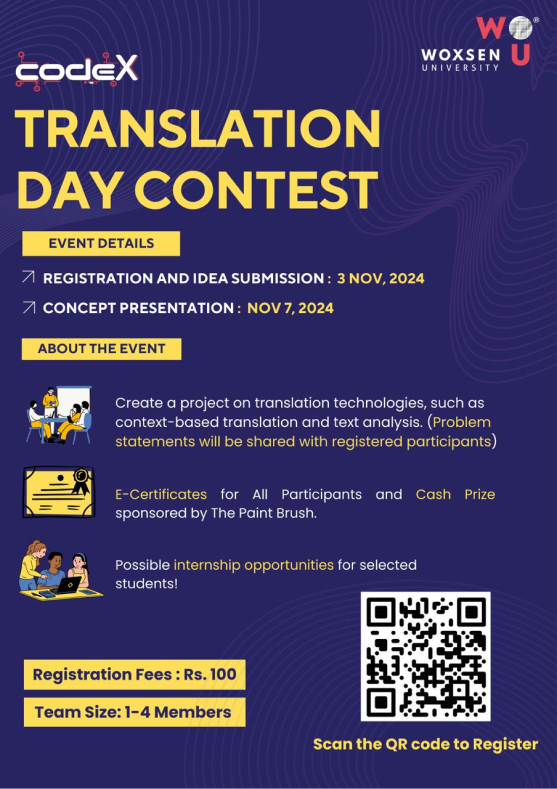 codeX
WOU®
WOXSEN
UNIVERSITY
TRANSLATION
DAY CONTEST
EVENT DETAILS
REGISTRATION AND IDEA SUBMISSION : 3 NOV, 2024
CONCEPT PRESENTATION : NOV 7, 2024
ABOUT THE EVENT
Create a project on translation technologies, such as
context-based translation and text analysis. (Problem
statements will be shared with registered participants)
E-Certificates for All Participants and Cash Prize
sponsored by The Paint Brush.
Possible internship opportunities for selected
students!
Registration Fees : Rs. 100
Team Size: 1-4 Members
Scan the QR code to Register